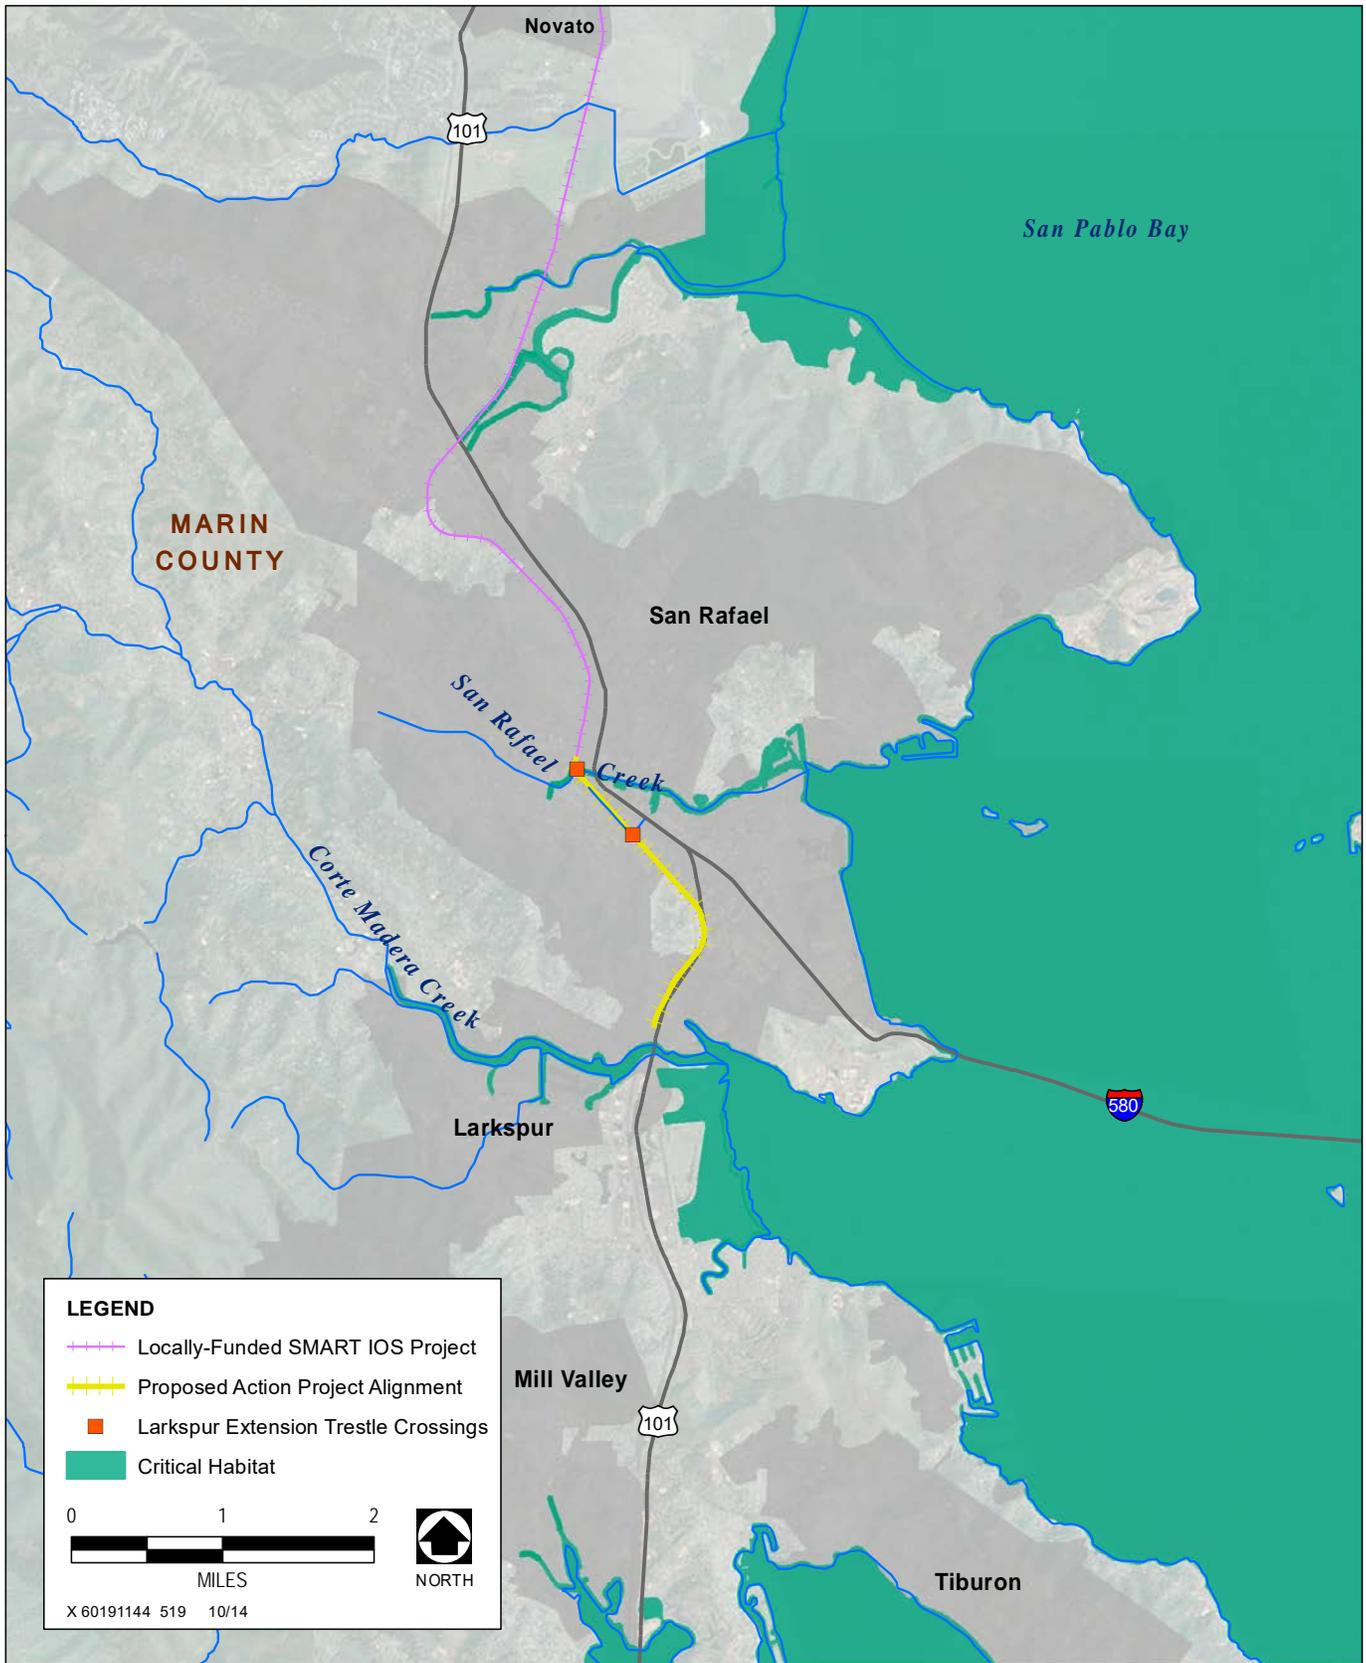 Novato
101
San Pablo Bay
MARIN
COUNTY
San Rafael
San Rafael Creek
Corte Madera Creek
580
Larkspur
Mill Valley
101
Tiburon
LEGEND
Locally-Funded SMART IOS Project
Proposed Action Project Alignment
Larkspur Extension Trestle Crossings
Critical Habitat
0 1 2
MILES
NORTH
X 60191144 519 10/14